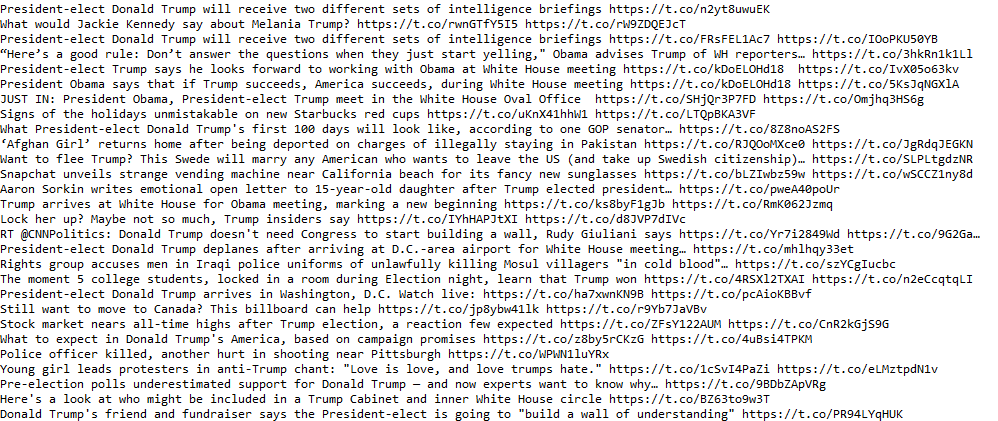 President-elect Donald Trump will receive two different sets of intelligence briefings https://t.co/n2yt8uwuEK
What would Jackie Kennedy say about Melania Trump? https://t.co/rwnGTfY5I5 https://t.co/rW9ZDQEJcT
President-elect Donald Trump will receive two different sets of intelligence briefings https://t.co/FRsFEL1Ac7 https://t.co/IOoPKU50YB
“Here’s a good rule: Don’t answer the questions when they just start yelling," Obama advises Trump of WH reporters… https://t.co/3hkRn1k1Ll
President-elect Trump says he looks forward to working with Obama at White House meeting https://t.co/kDoELOHd18  https://t.co/IvX05o63kv
President Obama says that if Trump succeeds, America succeeds, during White House meeting https://t.co/kDoELOHd18 https://t.co/5KsJqNGXlA
JUST IN: President Obama, President-elect Trump meet in the White House Oval Office  https://t.co/SHjQr3P7FD https://t.co/Omjhq3HS6g
Signs of the holidays unmistakable on new Starbucks red cups https://t.co/uKnX41hhW1 https://t.co/LTQpBKA3VF
What President-elect Donald Trump's first 100 days will look like, according to one GOP senator… https://t.co/8Z8noAS2FS
‘Afghan Girl’ returns home after being deported on charges of illegally staying in Pakistan https://t.co/RJQOoMXce0 https://t.co/JgRdqJEGKN
Want to flee Trump? This Swede will marry any American who wants to leave the US (and take up Swedish citizenship)… https://t.co/SLPLtgdzNR
Snapchat unveils strange vending machine near California beach for its fancy new sunglasses https://t.co/bLZIwbz59w https://t.co/wSCCZ1ny8d
Aaron Sorkin writes emotional open letter to 15-year-old daughter after Trump elected president… https://t.co/pweA40poUr
Trump arrives at White House for Obama meeting, marking a new beginning https://t.co/ks8byF1gJb https://t.co/RmK062Jzmq
Lock her up? Maybe not so much, Trump insiders say https://t.co/IYhHAPJtXI https://t.co/d8JVP7dIVc
RT @CNNPolitics: Donald Trump doesn't need Congress to start building a wall, Rudy Giuliani says https://t.co/Yr7i2849Wd https://t.co/9G2Ga…
President-elect Donald Trump deplanes after arriving at D.C.-area airport for White House meeting… https://t.co/mhlhqy33et
Rights group accuses men in Iraqi police uniforms of unlawfully killing Mosul villagers "in cold blood"… https://t.co/szYCgIucbc
The moment 5 college students, locked in a room during Election night, learn that Trump won https://t.co/4RSXl2TXAI https://t.co/n2eCcqtqLI
President-elect Donald Trump arrives in Washington, D.C. Watch live: https://t.co/ha7xwnKN9B https://t.co/pcAioKBBvf
Still want to move to Canada? This billboard can help https://t.co/jp8ybw41lk https://t.co/r9Yb7JaVBv
Stock market nears all-time highs after Trump election, a reaction few expected https://t.co/ZFsY122AUM https://t.co/CnR2kGjS9G
What to expect in Donald Trump's America, based on campaign promises https://t.co/z8by5rCKzG https://t.co/4uBsi4TPKM
Police officer killed, another hurt in shooting near Pittsburgh https://t.co/WPWN1luYRx
Young girl leads protesters in anti-Trump chant: "Love is love, and love trumps hate." https://t.co/1cSvI4PaZi https://t.co/eLMztpdN1v
Pre-election polls underestimated support for Donald Trump — and now experts want to know why… https://t.co/9BDbZApVRg
Here's a look at who might be included in a Trump Cabinet and inner White House circle https://t.co/BZ63to9w3T
Donald Trump's friend and fundraiser says the President-elect is going to "build a wall of understanding" https://t.co/PR94LYqHUK